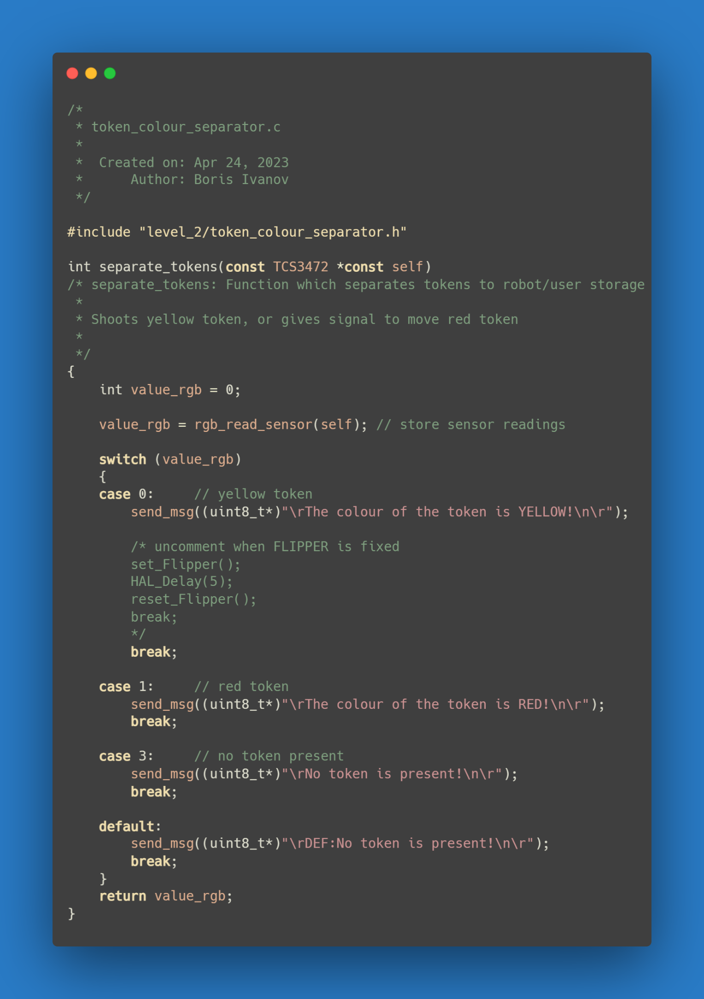 /*
 * token_colour_separator.c
 *
 *  Created on: Apr 24, 2023
 *      Author: Boris Ivanov
 */

#include "level_2/token_colour_separator.h"

int separate_tokens(const TCS3472 *const self)
/* separate_tokens: Function which separates tokens to robot/user storage
 *
 * Shoots yellow token, or gives signal to move red token
 *
 */
{
    int value_rgb = 0;

    value_rgb = rgb_read_sensor(self); // store sensor readings

    switch (value_rgb)
    {
    case 0:     // yellow token
        send_msg((uint8_t*)"\rThe colour of the token is YELLOW!\n\r");

        /* uncomment when FLIPPER is fixed
        set_Flipper();
        HAL_Delay(5);
        reset_Flipper();
        break;
        */
        break;

    case 1:     // red token
        send_msg((uint8_t*)"\rThe colour of the token is RED!\n\r");
        break;

    case 3:     // no token present
        send_msg((uint8_t*)"\rNo token is present!\n\r");
        break;

    default:
        send_msg((uint8_t*)"\rDEF:No token is present!\n\r");
        break;
    }
    return value_rgb;
}